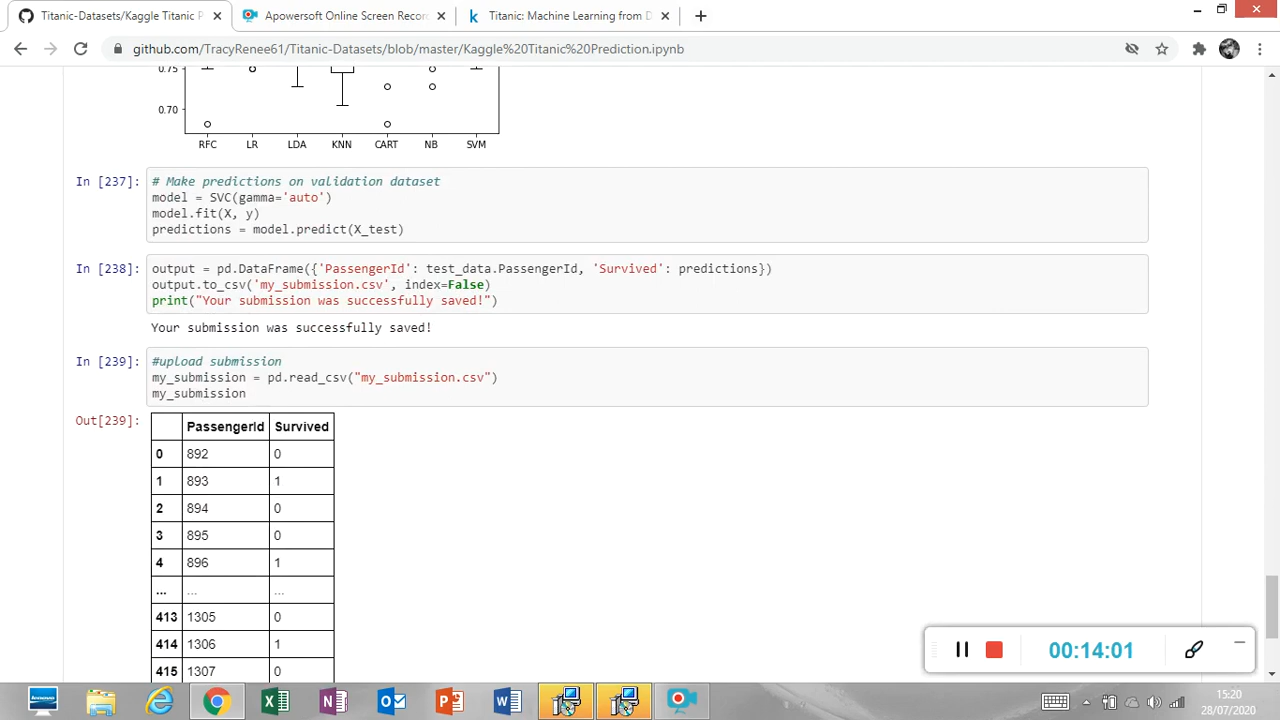 Titanic-Datasets/Kaggle Titanic P
Apowersoft Online Screen Recor
Titanic: Machine Learning from D
github.com/TracyRenee61/Titanic-Datasets/blob/master/Kaggle%20Titanic%20Prediction.ipynb
0.75
0.70
RFC LR LDA KNN CART NB SVM
In [237]:
# Make predictions on validation dataset
model = SVC(gamma='auto')
model.fit(X, y)
predictions = model.predict(X_test)
In [238]:
output = pd.DataFrame({'PassengerId': test_data.PassengerId, 'Survived': predictions})
output.to_csv('my_submission.csv', index=False)
print("Your submission was successfully saved!")
Your submission was successfully saved!
In [239]:
#upload submission
my_submission = pd.read_csv("my_submission.csv")
my_submission
Out[239]:
PassengerId Survived
0 892 0
1 893 1
2 894 0
3 895 0
4 896 1
... ... ...
413 1305 0
414 1306 1
415 1307 0
00:14:01
15:20
28/07/2020